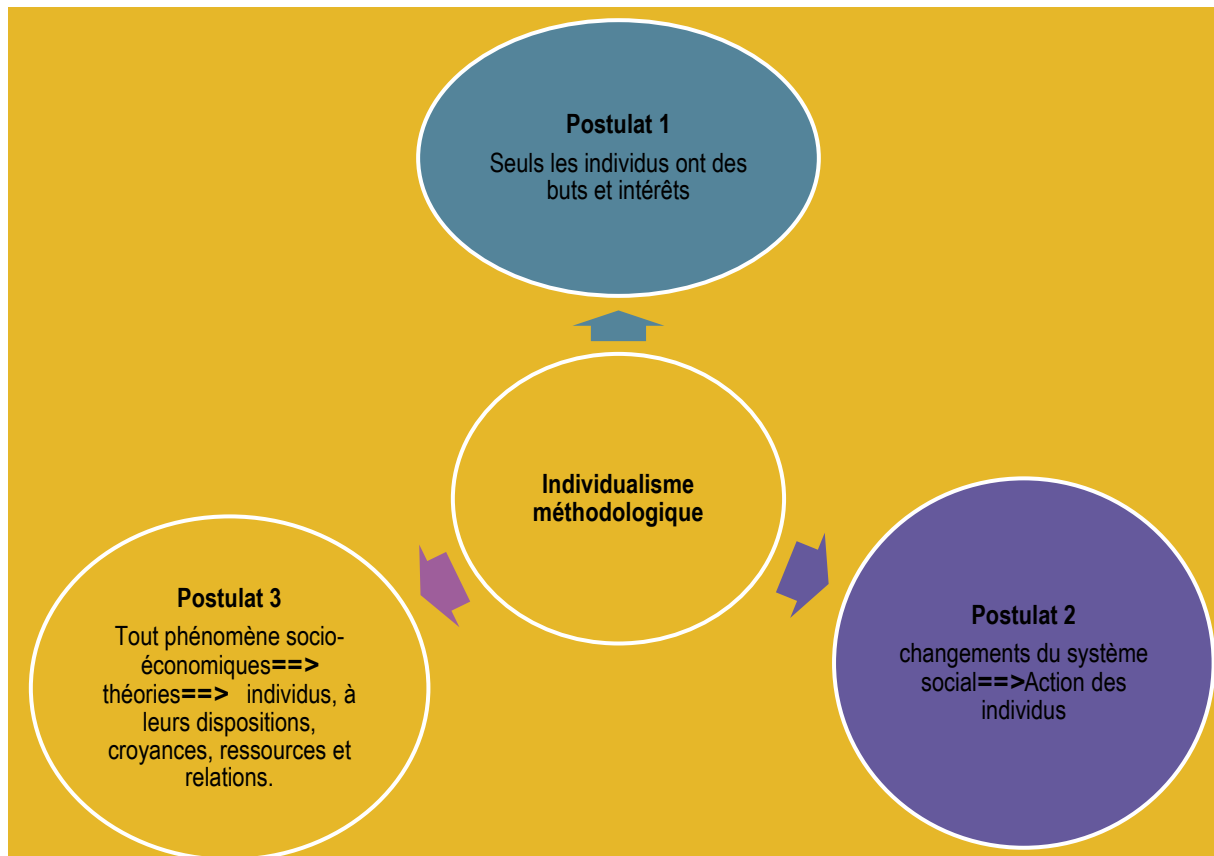 Postulat 1
Seuls les individus ont des
buts et intérêts
Individualisme
méthodologique
Postulat 2
changements du système
social==>Action des
individus
Postulat 3
Tout phénomène socio-
économiques==>
théories==> individus, à
leurs dispositions,
croyances, ressources et
relations.